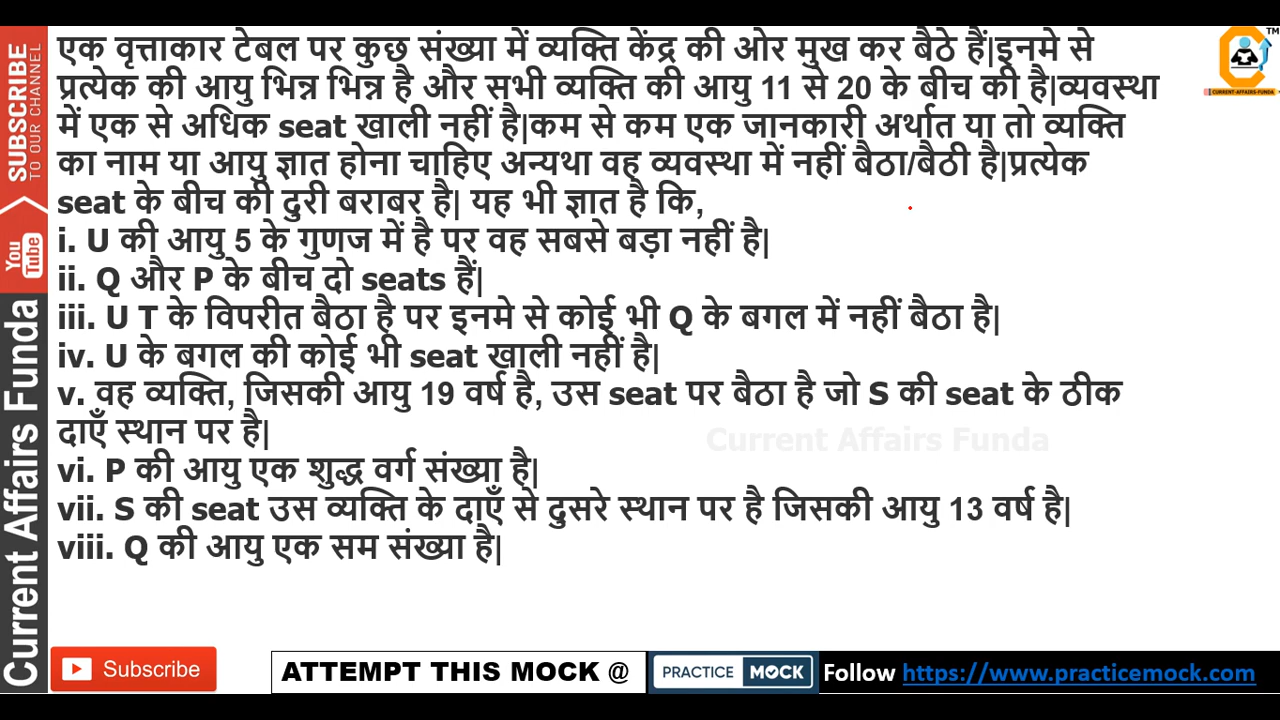 एक वृत्ताकार टेबल पर कुछ संख्या में व्यक्ति केंद्र की ओर मुख कर बैठे हैं|इनमे से
प्रत्येक की आयु भिन्न भिन्न है और सभी व्यक्ति की आयु 11 से 20 के बीच की है|व्यवस्था
में एक से अधिक seat खाली नहीं है|कम से कम एक जानकारी अर्थात या तो व्यक्ति
का नाम या आयु ज्ञात होना चाहिए अन्यथा वह व्यवस्था में नहीं बैठा/बैठी है|प्रत्येक
seat के बीच की दुरी बराबर है| यह भी ज्ञात है कि,
i. U की आयु 5 के गुणज में है पर वह सबसे बड़ा नहीं है|
ii. Q और P के बीच दो seats हैं|
iii. U T के विपरीत बैठा है पर इनमे से कोई भी Q के बगल में नहीं बैठा है|
iv. U के बगल की कोई भी seat खाली नहीं है|
v. वह व्यक्ति, जिसकी आयु 19 वर्ष है, उस seat पर बैठा है जो S की seat के ठीक
दाएँ स्थान पर है|
vi. P की आयु एक शुद्ध वर्ग संख्या है|
vii. S की seat उस व्यक्ति के दाएँ से दुसरे स्थान पर है जिसकी आयु 13 वर्ष है|
viii. Q की आयु एक सम संख्या है|
Current Affairs Funda
SUBSCRIBE
TO OUR CHANNEL
You
Tube
Current Affairs Funda
TM
CURRENT-AFFAIRS-FUNDA
Subscribe
ATTEMPT THIS MOCK @
PRACTICE MOCK
Follow https://www.practicemock.com